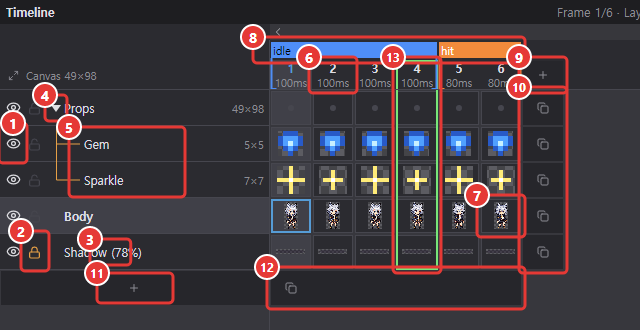 Timeline
Frame 1/6 · Lay
8
idle
6
13
hit
9
Canvas 49×98
1
2
3
4
5
6
100ms
100ms
100ms
100ms
80ms
80ms
10
4
Props
49×98
1
5
Gem
5×5
Sparkle
7×7
7
Body
2
3
Shadow (78%)
11
12